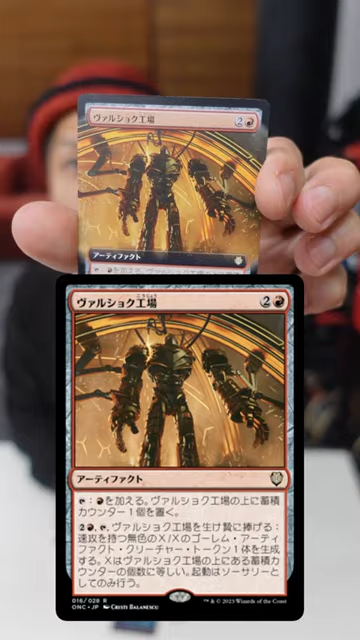 ヴァルショク工場 2
アーティファクト
ヴァルショク工場 2
こうじょう
アーティファクト
:を加える。ヴァルショク工場の上に蓄積
カウンター1個を置く。
2, , ヴァルショク工場を生け贄に捧げる:
速攻を持つ無色のX/Xのゴーレム・アーティ
ファクト・クリーチャー・トークン1体を生成
する。Xはヴァルショク工場の上にある蓄積カ
ウンターの個数に等しい。起動はソーサリーと
してのみ行う。
016/028 R
ONC・JP CRISTI BALANESCU
™ & © 2023 Wizards of the Coast